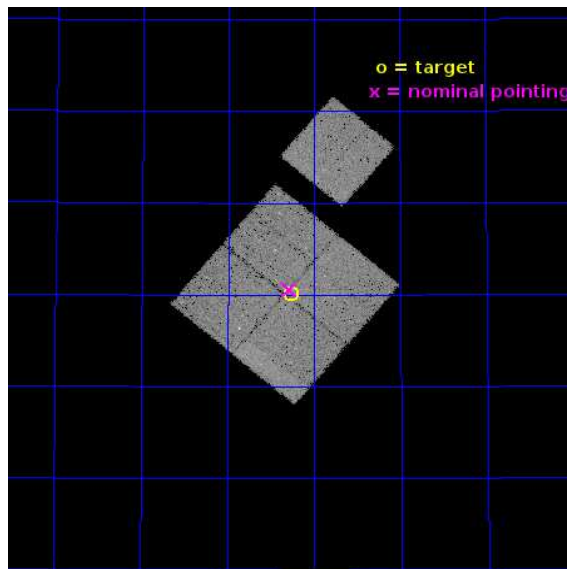 o = target
x = nominal pointing